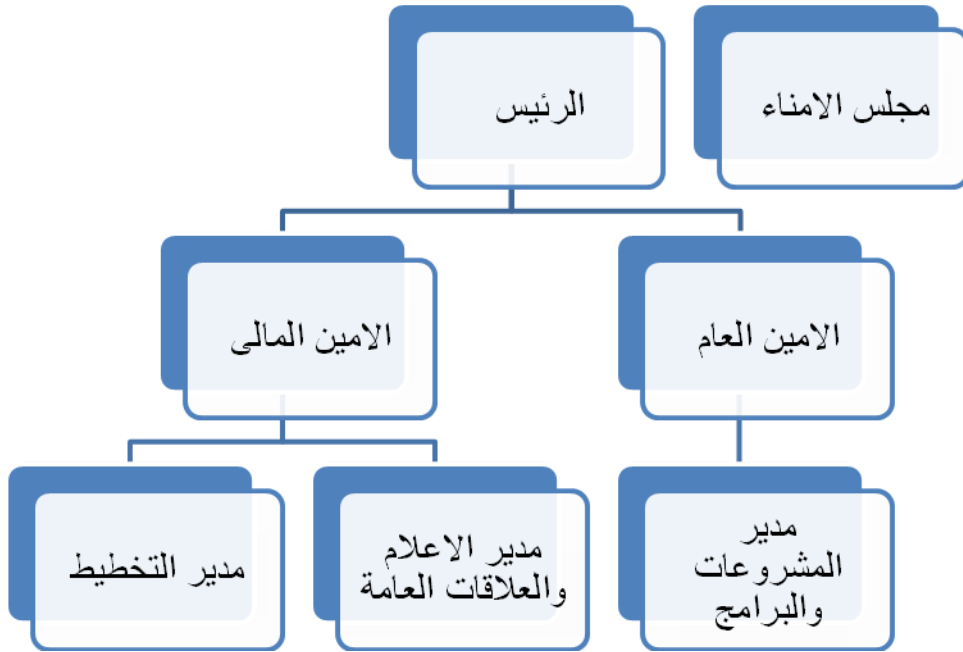 مجلس الامناء
الرئيس
الامين العام
الامين المالى
مدير
المشروعات
والبرامج
مدير الاعلام
والعلاقات العامة
مدير التخطيط